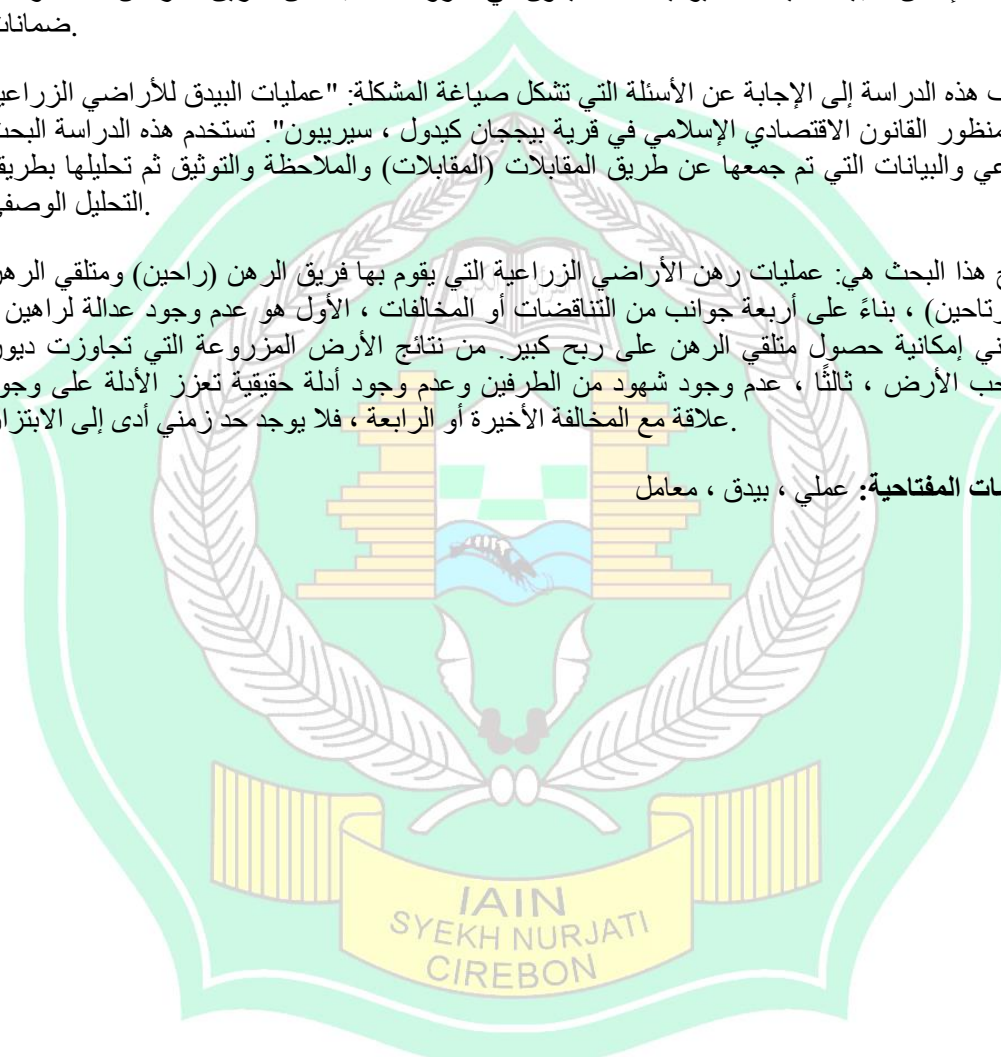 ضمانات.
ف هذه الدراسة إلى الإجابة عن الأسئلة التي تشكل صياغة المشكلة: "عمليات البيدق للأراضي الزراعي
منظور القانون الاقتصادي الإسلامي في قرية بيججان كيدول ، سيريبون". تستخدم هذه الدراسة البحث
عي والبيانات التي تم جمعها عن طريق المقابلات (المقابلات) والملاحظة والتوثيق ثم تحليلها بطريق
التحليل الوصفي.
ج هذا البحث هي: عمليات رهن الأراضي الزراعية التي يقوم بها فريق الرهن (راحين) ومتلقي الره
رتاحين) ، بناءً على أربعة جوانب من التناقضات أو المخالفات ، الأول هو عدم وجود عدالة لراهين
ني إمكانية حصول متلقي الرهن على ربح كبير. من نتائج الأرض المزروعة التي تجاوزت ديون
حب الأرض ، ثالثًا ، عدم وجود شهود من الطرفين وعدم وجود أدلة حقيقية تعزز الأدلة على وجو
علاقة مع المخالفة الأخيرة أو الرابعة ، فلا يوجد حد زمني أدى إلى الابتزاز.
ات المفتاحية: عملي ، بيدق ، معامل
IAIN
SYEKH NURJATI
CIREBON